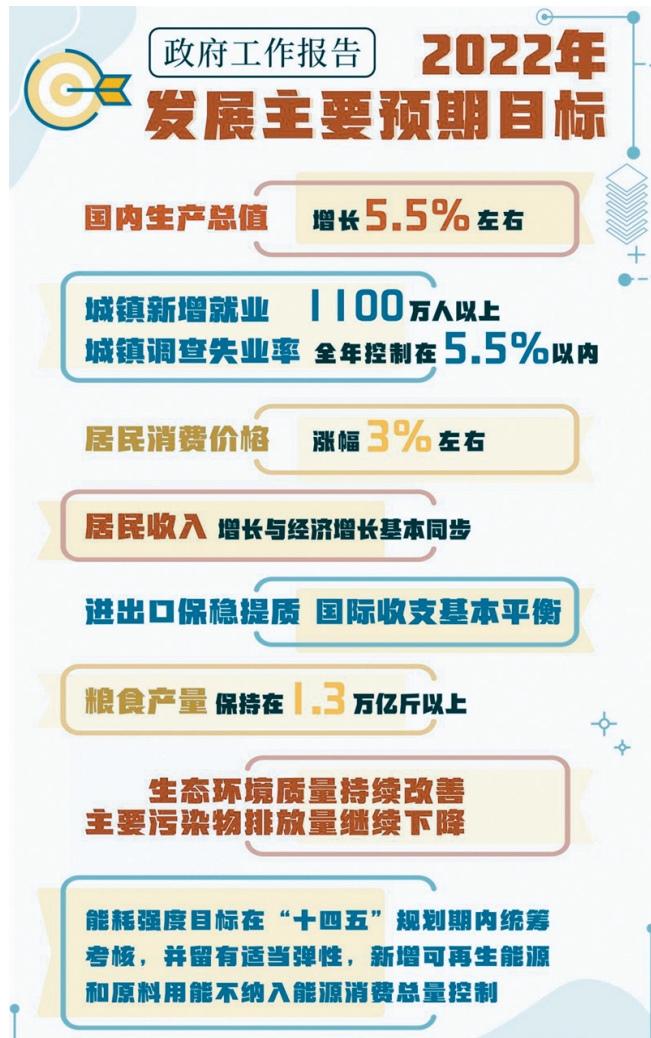 政府工作报告
2022年
发展主要预期目标
国内生产总值 增长5.5%左右
城镇新增就业 1100万人以上
城镇调查失业率 全年控制在5.5%以内
居民消费价格 涨幅3%左右
居民收入 增长与经济增长基本同步
进出口保稳提质 国际收支基本平衡
粮食产量 保持在1.3万亿斤以上
生态环境质量持续改善
主要污染物排放量继续下降
能耗强度目标在“十四五”规划期内统筹
考核，并留有适当弹性，新增可再生能源
和原料用能不纳入能源消费总量控制